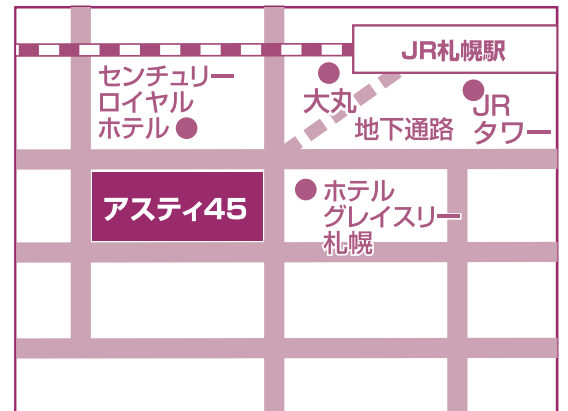 JR札幌駅
センチュリー
ロイヤル
ホテル
大丸
JR
タワー
地下通路
アスティ45
ホテル
グレイスリー
札幌